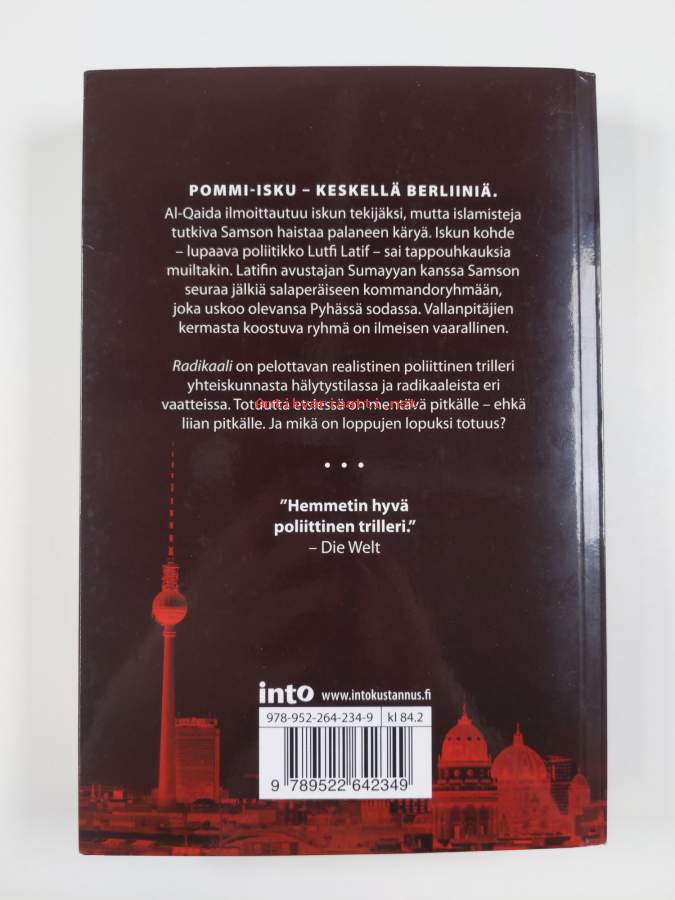 POMMI-ISKU – KESKELLÄ BERLIINIÄ.
Al-Qaida ilmoittautuu iskun tekijäksi, mutta islamisteja
tutkiva Samson haistaa palaneen käryä. Iskun kohde
– lupaava poliitikko Lutfi Latif – sai tappouhkauksia
muiltakin. Latifin avustajan Sumayyan kanssa Samson
seuraa jälkiä salaperäiseen kommandoryhmään,
joka uskoo olevansa Pyhässä sodassa. Vallanpitäjien
kermasta koostuva ryhmä on ilmeisen vaarallinen.
Radikaali on pelottavan realistinen poliittinen trilleri
yhteiskunnasta hälytystilassa ja radikaaleista eri
vaatteissa. Totuutta etsiessä on mentävä pitkälle – ehkä
Antikvariaatti.net
liian pitkälle. Ja mikä on loppujen lopuksi totuus?
• • •
”Hemmetin hyvä
poliittinen trilleri.”
– Die Welt
into www.intokustannus.fi
978-952-264-234-9 kl 84.2
9 789522 642349